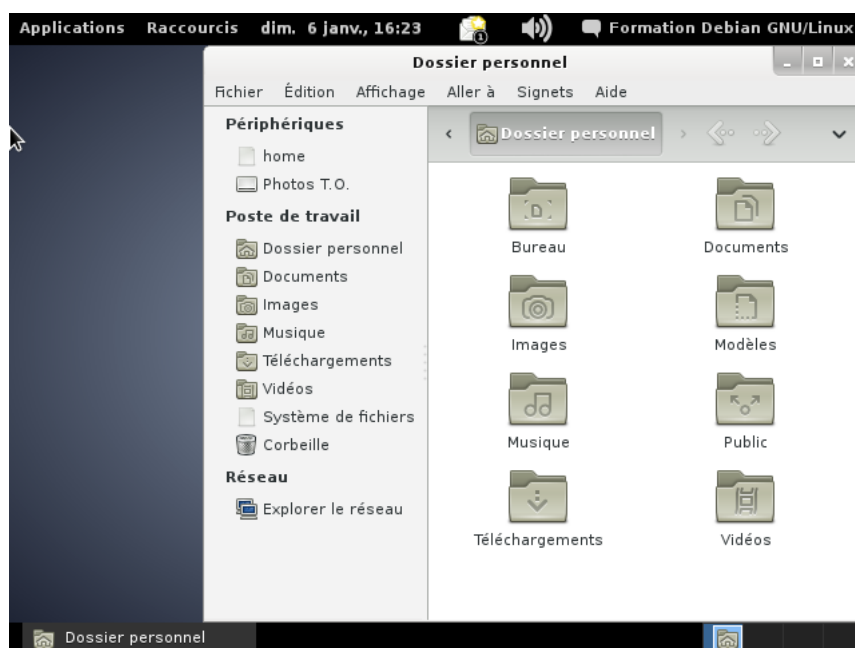 Applications Raccourcis dim. 6 janv., 16:23 1 Formation Debian GNU/Linux
Dossier personnel
Fichier Édition Affichage Aller à Signets Aide
Périphériques
home
Photos T.O.
Poste de travail
Dossier personnel
Documents
Images
Musique
Téléchargements
Vidéos
Système de fichiers
Corbeille
Réseau
Explorer le réseau
Dossier personnel
Bureau Documents
Images Modèles
Musique Public
Téléchargements Vidéos
Dossier personnel